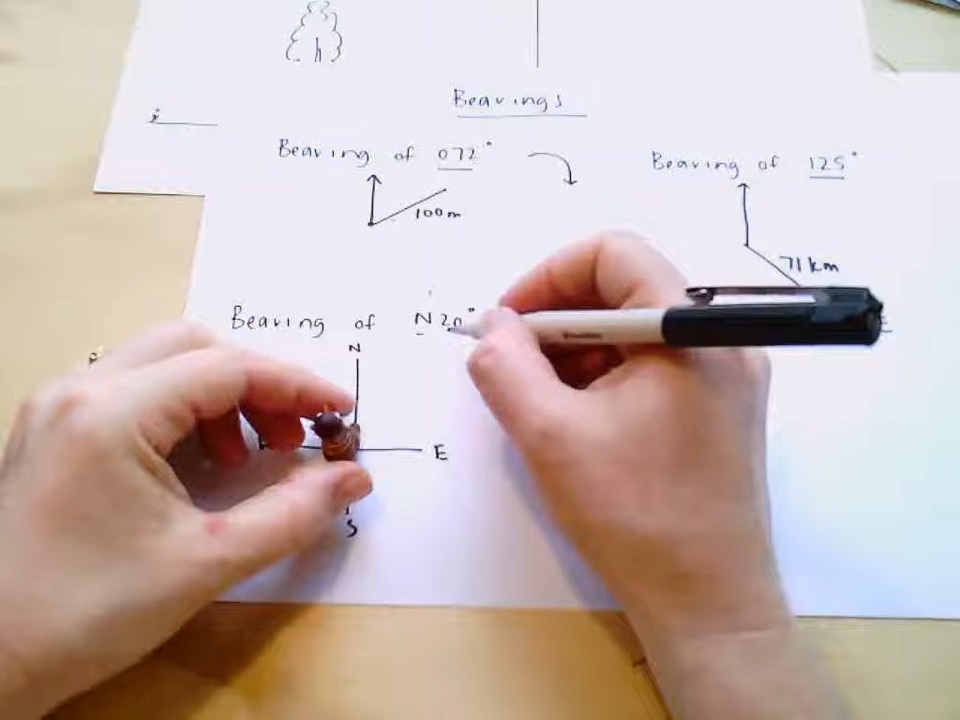 Bearings
Bearing of 072°
100m
Bearing of 125°
71km
Bearing of N20°
N
E
S
E